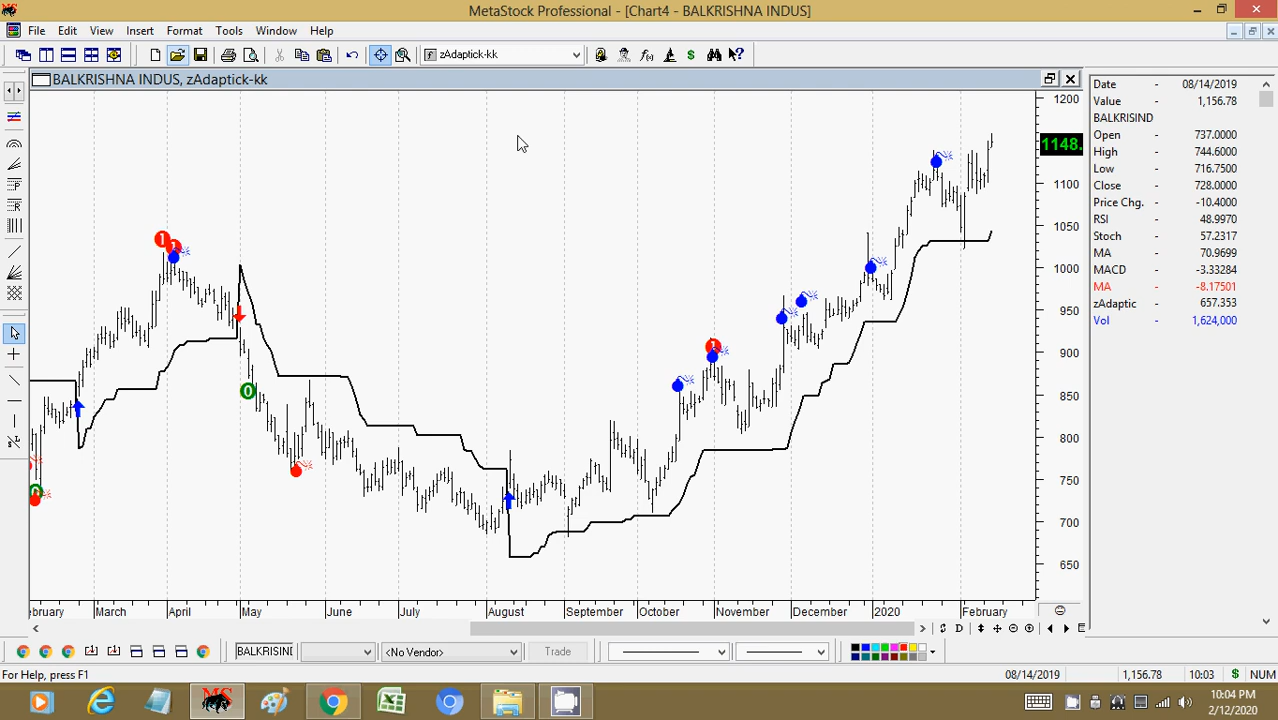 MetaStock Professional - [Chart4 - BALKRISHNA INDUS]
File Edit View Insert Format Tools Window Help
zAdaptick-kk
BALKRISHNA INDUS, zAdaptick-kk
1200
1148.
1100
1050
1000
950
900
850
800
750
700
650
Date - 08/14/2019
Value - 1,156.78
BALKRISIND
Open - 737.0000
High - 744.6000
Low - 716.7500
Close - 728.0000
Price Chg. - -10.4000
RSI - 48.9970
Stoch - 57.2317
MA - 70.9699
MACD - -3.33284
MA - -8.17501
zAdaptic - 657.353
Vol - 1,624,000
ebruary March April May June July August September October November December 2020 February
D
BALKRISINI <No Vendor> Trade
For Help, press F1 08/14/2019 1,156.78 10:03 $ NUM
10:04 PM
2/12/2020